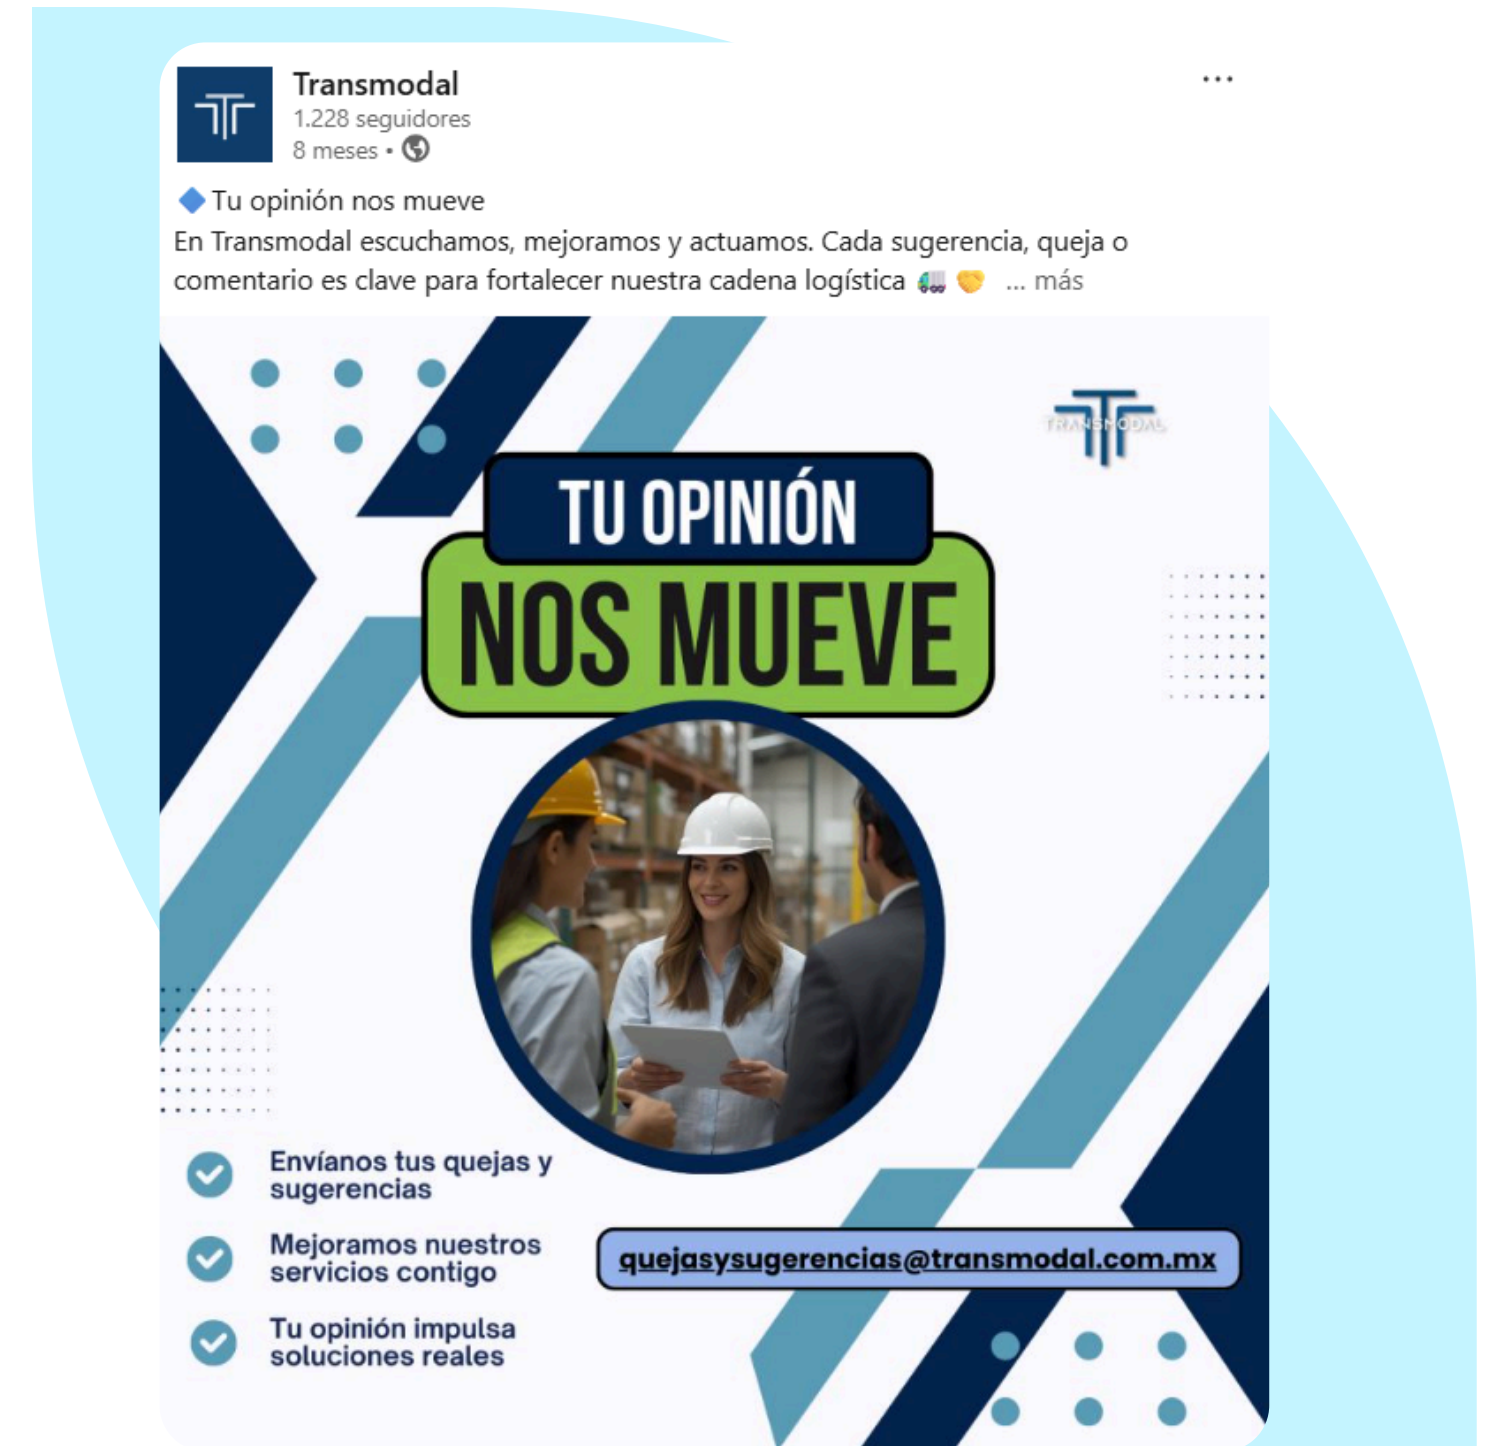 Transmodal
1.228 seguidores
8 meses •
Tu opinión nos mueve
En Transmodal escuchamos, mejoramos y actuamos. Cada sugerencia, queja o
comentario es clave para fortalecer nuestra cadena logística ... más
TRANSMODAL
TU OPINIÓN
NOS MUEVE
Envíanos tus quejas y
sugerencias
Mejoramos nuestros
servicios contigo
quejasysugerencias@transmodal.com.mx
Tu opinión impulsa
soluciones reales